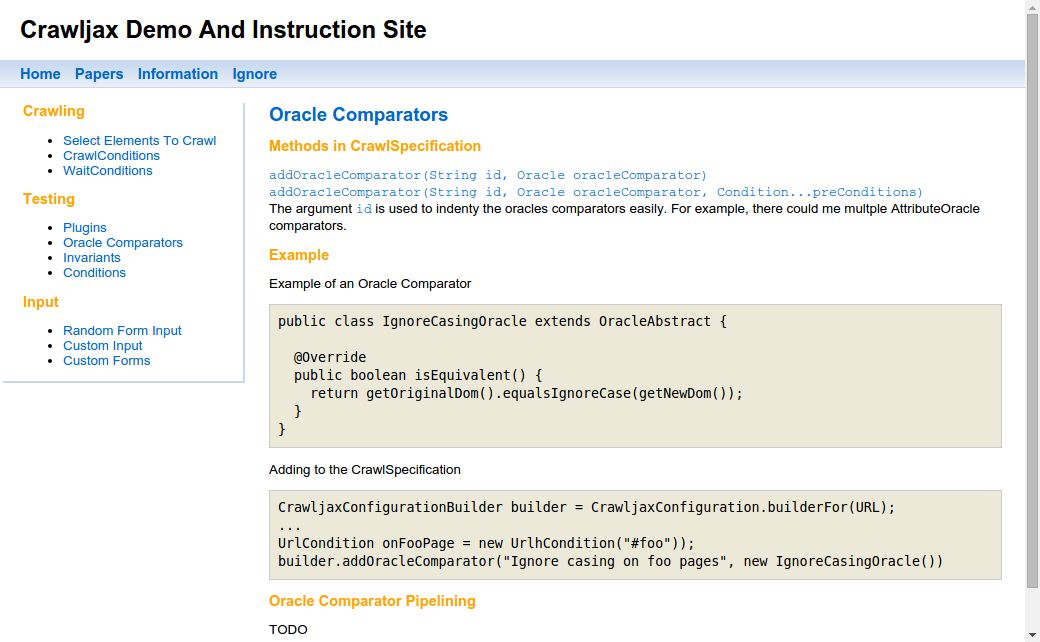 Crawljax Demo And Instruction Site
Home Papers Information Ignore
Crawling
Select Elements To Crawl
CrawlConditions
WaitConditions
Testing
Plugins
Oracle Comparators
Invariants
Conditions
Input
Random Form Input
Custom Input
Custom Forms
Oracle Comparators
Methods in CrawlSpecification
addOracleComparator(String id, Oracle oracleComparator)
addOracleComparator(String id, Oracle oracleComparator, Condition...preConditions)
The argument id is used to indenty the oracles comparators easily. For example, there could me multple AttributeOracle
comparators.
Example
Example of an Oracle Comparator
public class IgnoreCasingOracle extends OracleAbstract {
@Override
public boolean isEquivalent() {
return getOriginalDom().equalsIgnoreCase(getNewDom());
}
}
Adding to the CrawlSpecification
CrawljaxConfigurationBuilder builder = CrawljaxConfiguration.builderFor(URL);
...
UrlCondition onFooPage = new UrlhCondition("#foo"));
builder.addOracleComparator("Ignore casing on foo pages", new IgnoreCasingOracle())
Oracle Comparator Pipelining
TODO